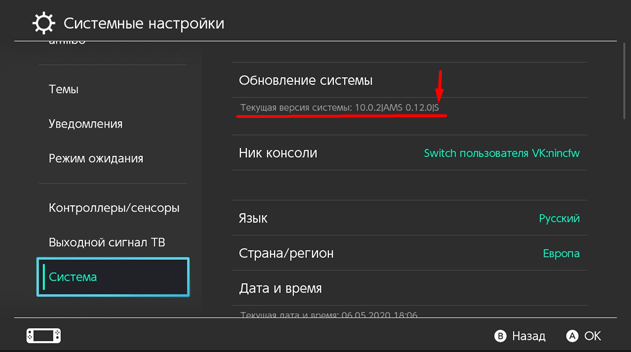 Системные настройки
amiibo
Темы
Уведомления
Режим ожидания
Контроллеры/сенсоры
Выходной сигнал ТВ
Система
Обновление системы
Текущая версия системы: 10.0.2|AMS 0.12.0|S
Ник консоли
Switch пользователя VK:nincfw
Язык
Русский
Страна/регион
Европа
Дата и время
Текущая дата и время: 06.05.2020 18:06
B Назад
A OK